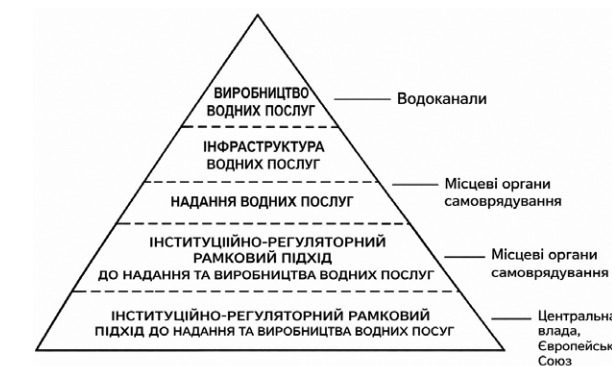 ВИРОБНИЦТВО
ВОДНИХ ПОСЛУГ
Водоканали
ІНФРАСТРУКТУРА
ВОДНИХ ПОСЛУГ
НАДАННЯ ВОДНИХ ПОСЛУГ
Місцеві органи
самоврядування
ІНСТИТУЦІЙНО-РЕГУЛЯТОРНИЙ
РАМКОВИЙ ПІДХІД
ДО НАДАННЯ ТА ВИРОБНИЦТВА ВОДНИХ ПОСЛУГ
Місцеві органи
самоврядування
ІНСТИТУЦІЙНО-РЕГУЛЯТОРНИЙ РАМКОВИЙ
ПІДХІД ДО НАДАННЯ ТА ВИРОБНИЦТВА ВОДНИХ ПОСУГ
Центральна
влада,
Європейськ
Союз